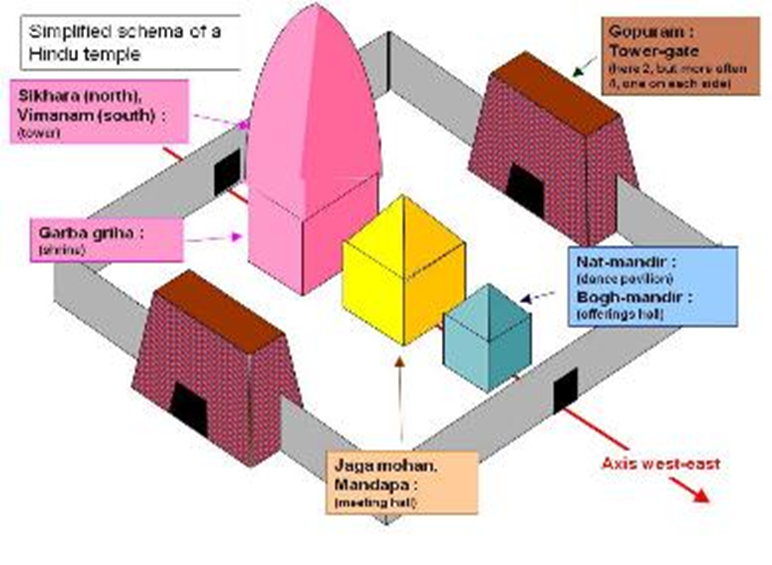 Simplified schema of a
Hindu temple
Gopuram :
Tower-gate
(here 2, but more often
4, one on each side)
Sikhara (north),
Vimanam (south) :
(tower)
Garba griha :
(shrine)
Nat-mandir :
(dance pavilion)
Bogh-mandir :
(offerings hall)
Jaga mohan,
Mandapa :
(meeting hall)
Axis west-east